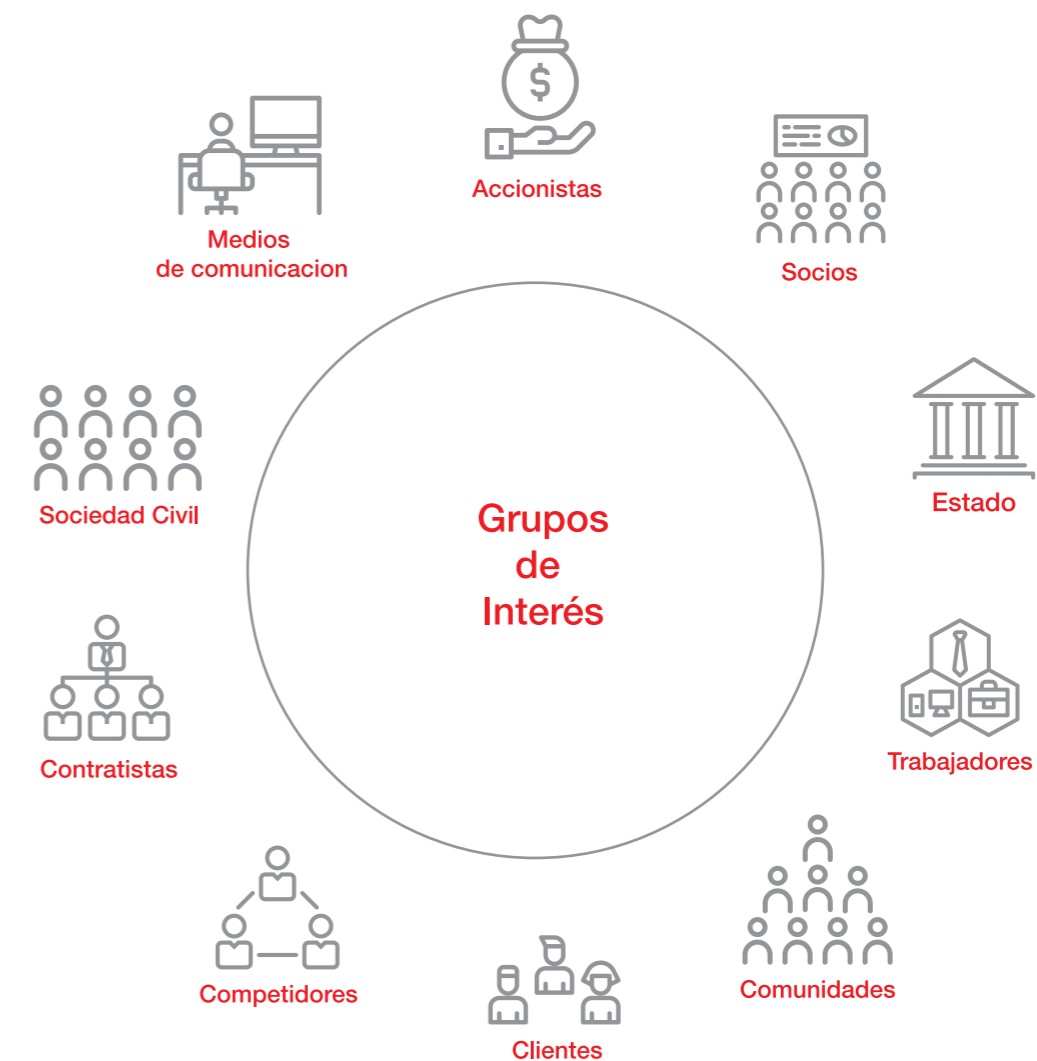 $
Accionistas
Socios
Estado
Trabajadores
Comunidades
Clientes
Competidores
Contratistas
Sociedad Civil
Medios
de comunicacion
Grupos
de
Interés